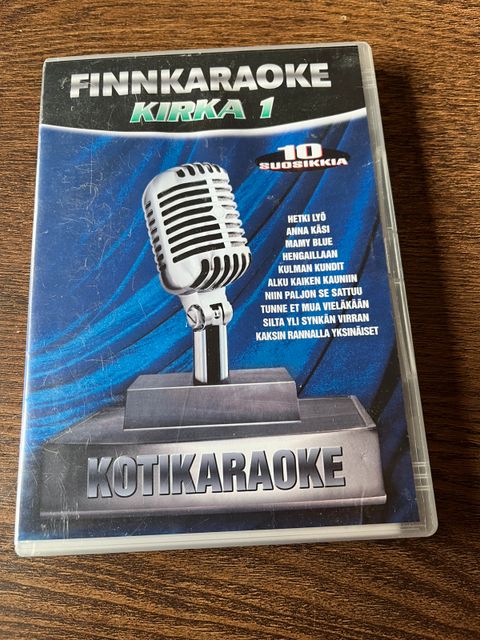 FINNKARAOKE
KIRKA 1
10
SUOSIKKIA
HETKI LYÖ
ANNA KÄSI
MAMY BLUE
HENGAILLAAN
KULMAN KUNDIT
ALKU KAIKEN KAUNIIN
NIIN PALJON SE SATTUU
TUNNE ET MUA VIELÄKÄÄN
SILTA YLI SYNKÄN VIRRAN
KAKSIN RANNALLA YKSINÄISET
KOTIKARAOKE